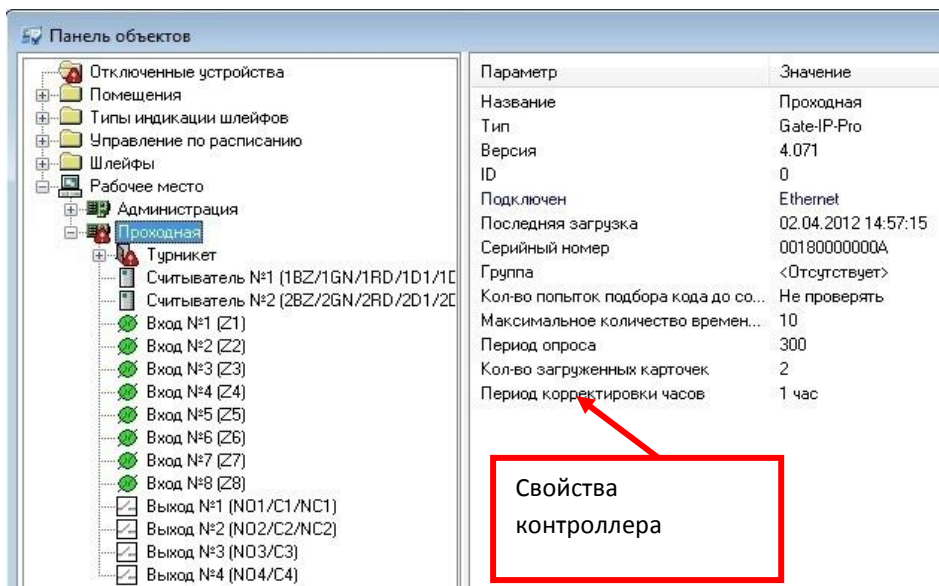 Панель объектов
Отключенные устройства
Помещения
Типы индикации шлейфов
Управление по расписанию
Шлейфы
Рабочее место
Администрация
Проходная
Турникет
Считыватель №1 (1BZ/1GN/1RD/1D1/1D
Считыватель №2 (2BZ/2GN/2RD/2D1/2D
Вход №1 (Z1)
Вход №2 (Z2)
Вход №3 (Z3)
Вход №4 (Z4)
Вход №5 (Z5)
Вход №6 (Z6)
Вход №7 (Z7)
Вход №8 (Z8)
Выход №1 (NO1/C1/NC1)
Выход №2 (NO2/C2/NC2)
Выход №3 (NO3/C3)
Выход №4 (NO4/C4)
Параметр Значение
Название Проходная
Тип Gate-IP-Pro
Версия 4.071
ID 0
Подключен Ethernet
Последняя загрузка 02.04.2012 14:57:15
Серийный номер 00180000000A
Группа <Отсутствует>
Кол-во попыток подбора кода до со... Не проверять
Максимальное количество времен... 10
Период опроса 300
Кол-во загруженных карточек 2
Период корректировки часов 1 час
Свойства
контроллера